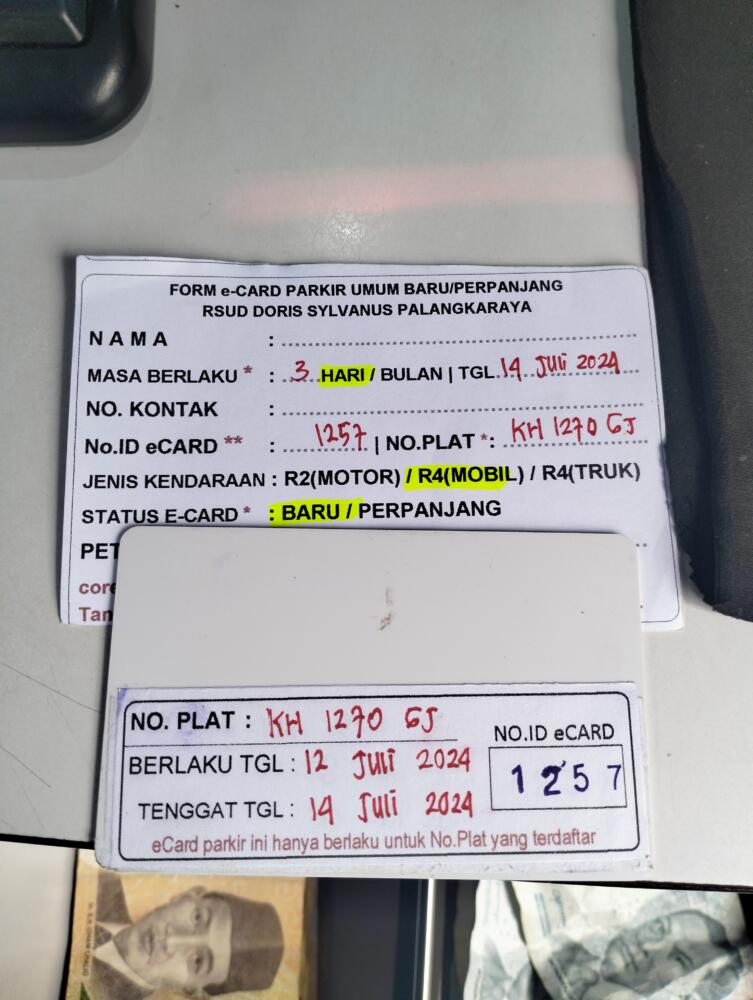 FORM e-CARD PARKIR UMUM BARU/PERPANJANG
RSUD DORIS SYLVANUS PALANGKARAYA
NAMA :
MASA BERLAKU * : 3 HARI / BULAN | TGL 14 Juli 2024
NO. KONTAK :
No.ID eCARD ** : 1257 | NO.PLAT *: KH 1270 GJ
JENIS KENDARAAN : R2(MOTOR) / R4(MOBIL) / R4(TRUK)
STATUS E-CARD * : BARU / PERPANJANG
PET
core
Tan
NO. PLAT : KH 1270 GJ
BERLAKU TGL : 12 Juli 2024
TENGGAT TGL : 14 Juli 2024
NO.ID eCARD
1257
eCard parkir ini hanya berlaku untuk No.Plat yang terdaftar